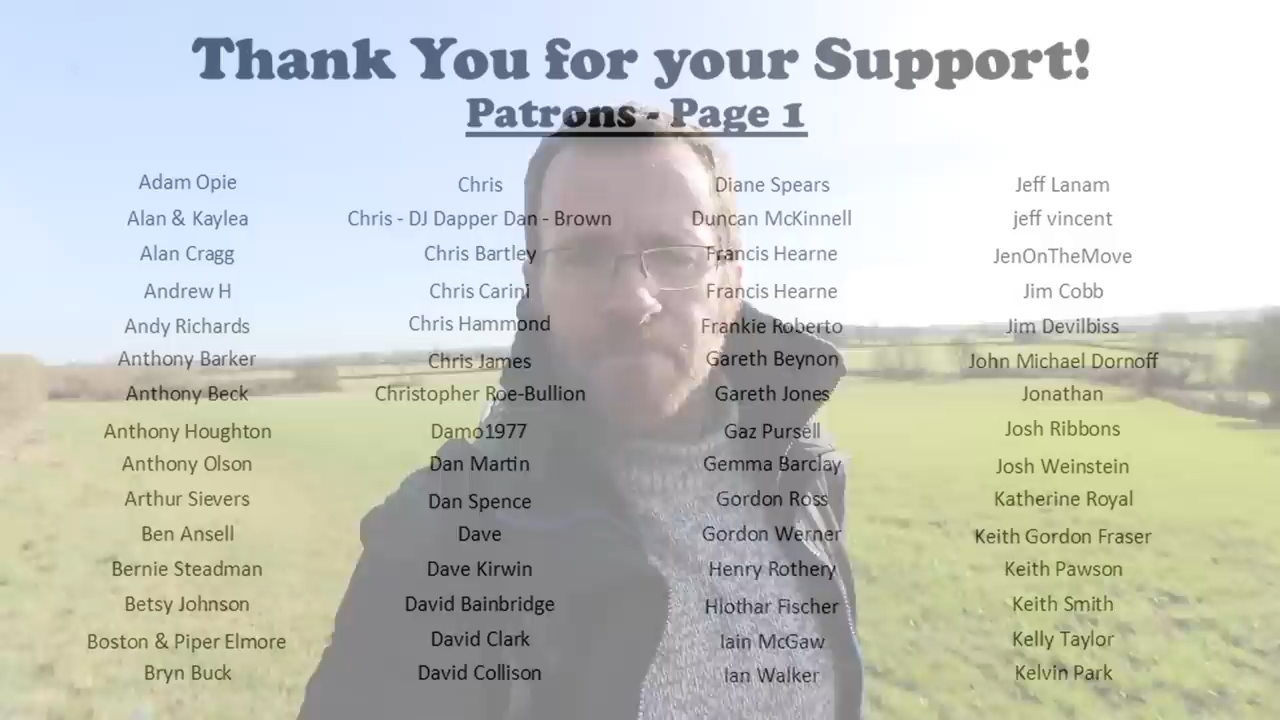 Thank You for your Support!
Patrons - Page 1
Adam Opie
Alan & Kaylea
Alan Cragg
Andrew H
Andy Richards
Anthony Barker
Anthony Beck
Anthony Houghton
Anthony Olson
Arthur Sievers
Ben Ansell
Bernie Steadman
Betsy Johnson
Boston & Piper Elmore
Bryn Buck
Chris
Chris - DJ Dapper Dan - Brown
Chris Bartley
Chris Carini
Chris Hammond
Chris James
Christopher Roe-Bullion
Damo1977
Dan Martin
Dan Spence
Dave
Dave Kirwin
David Bainbridge
David Clark
David Collison
Diane Spears
Duncan McKinnell
Francis Hearne
Francis Hearne
Frankie Roberto
Gareth Beynon
Gareth Jones
Gaz Pursell
Gemma Barclay
Gordon Ross
Gordon Werner
Henry Rothery
Hlothar Fischer
Iain McGaw
Ian Walker
Jeff Lanam
jeff vincent
JenOnTheMove
Jim Cobb
Jim Devilbiss
John Michael Dornoff
Jonathan
Josh Ribbons
Josh Weinstein
Katherine Royal
Keith Gordon Fraser
Keith Pawson
Keith Smith
Kelly Taylor
Kelvin Park